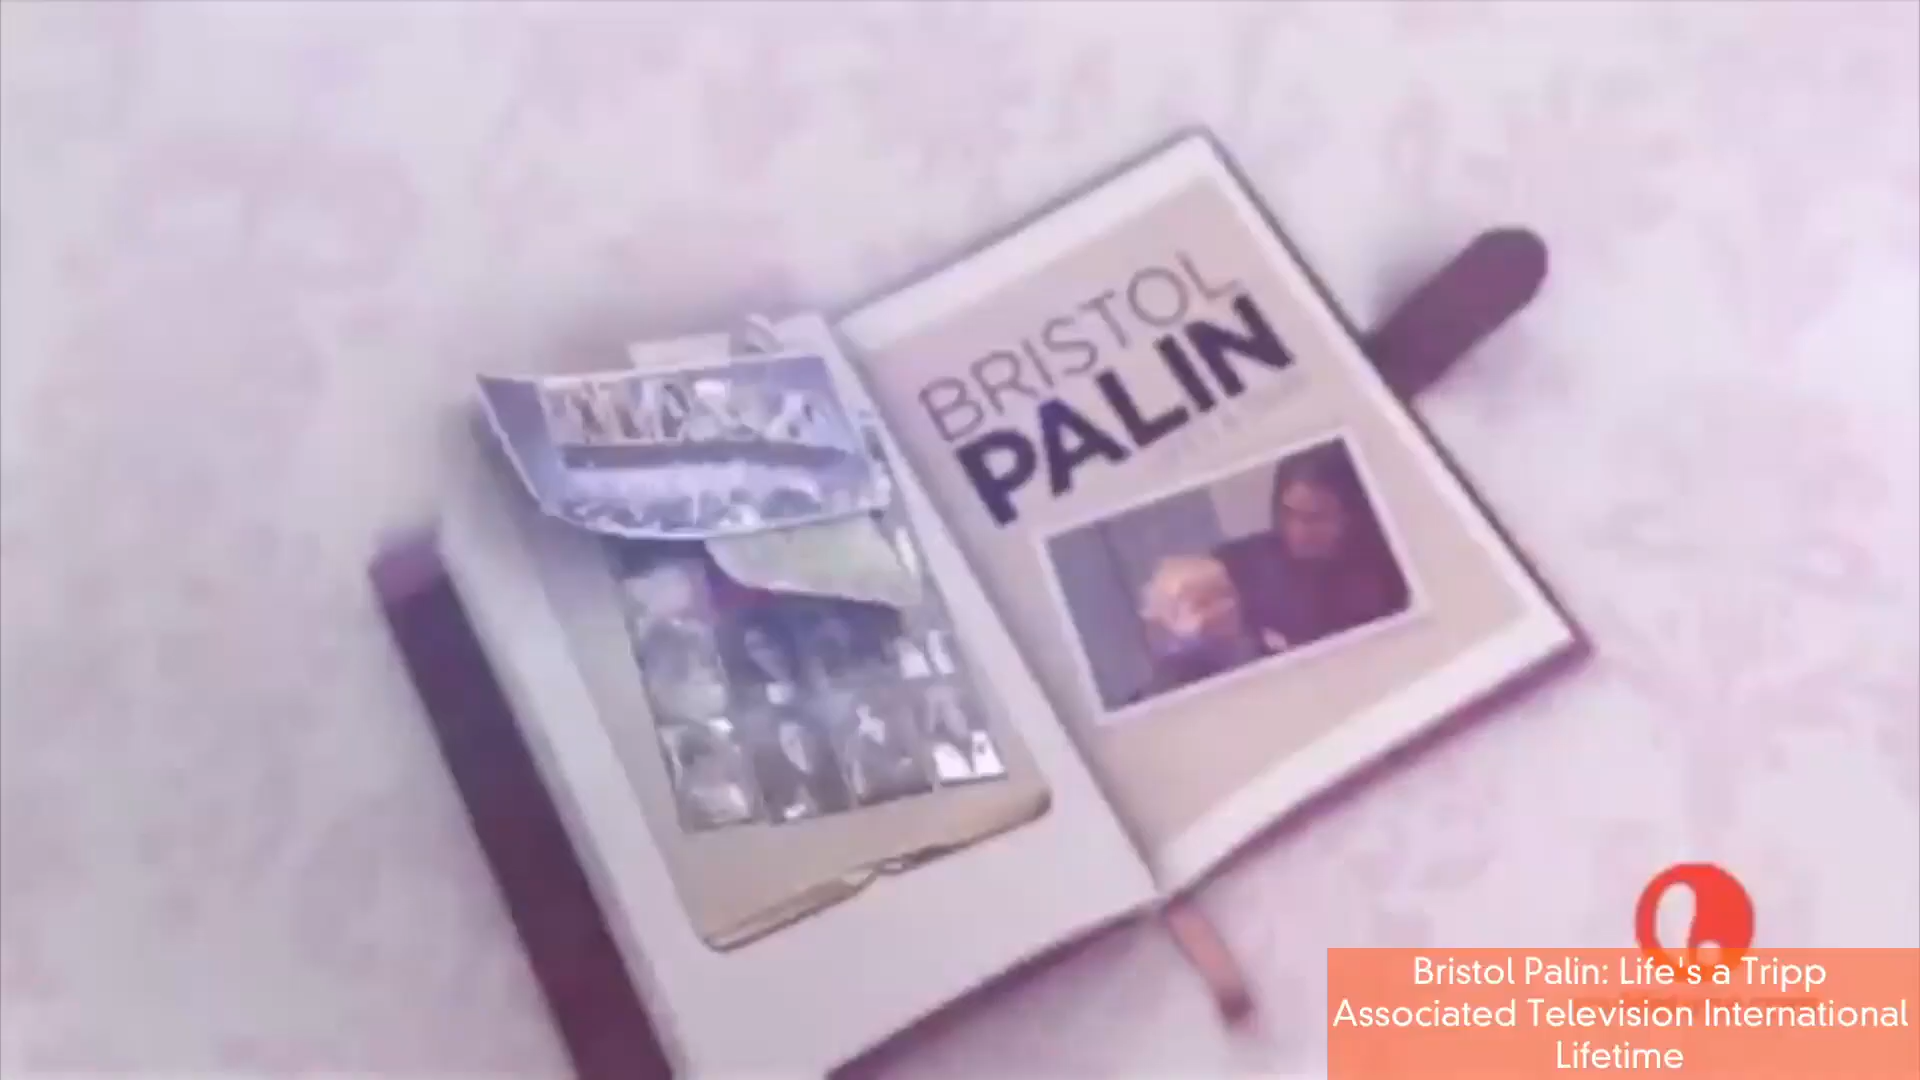 BRISTOL
PALIN
Bristol Palin: Life's a Tripp
Associated Television International
Lifetime